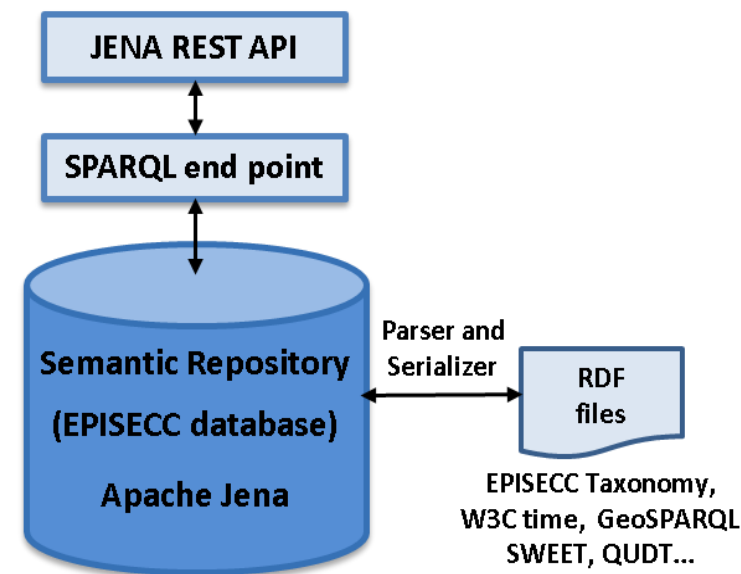 JENA REST API
SPARQL end point
Semantic Repository
(EPISECC database)
Apache Jena
Parser and
Serializer
RDF
files
EPISECC Taxonomy,
W3C time, GeoSPARQL
SWEET, QUDT...